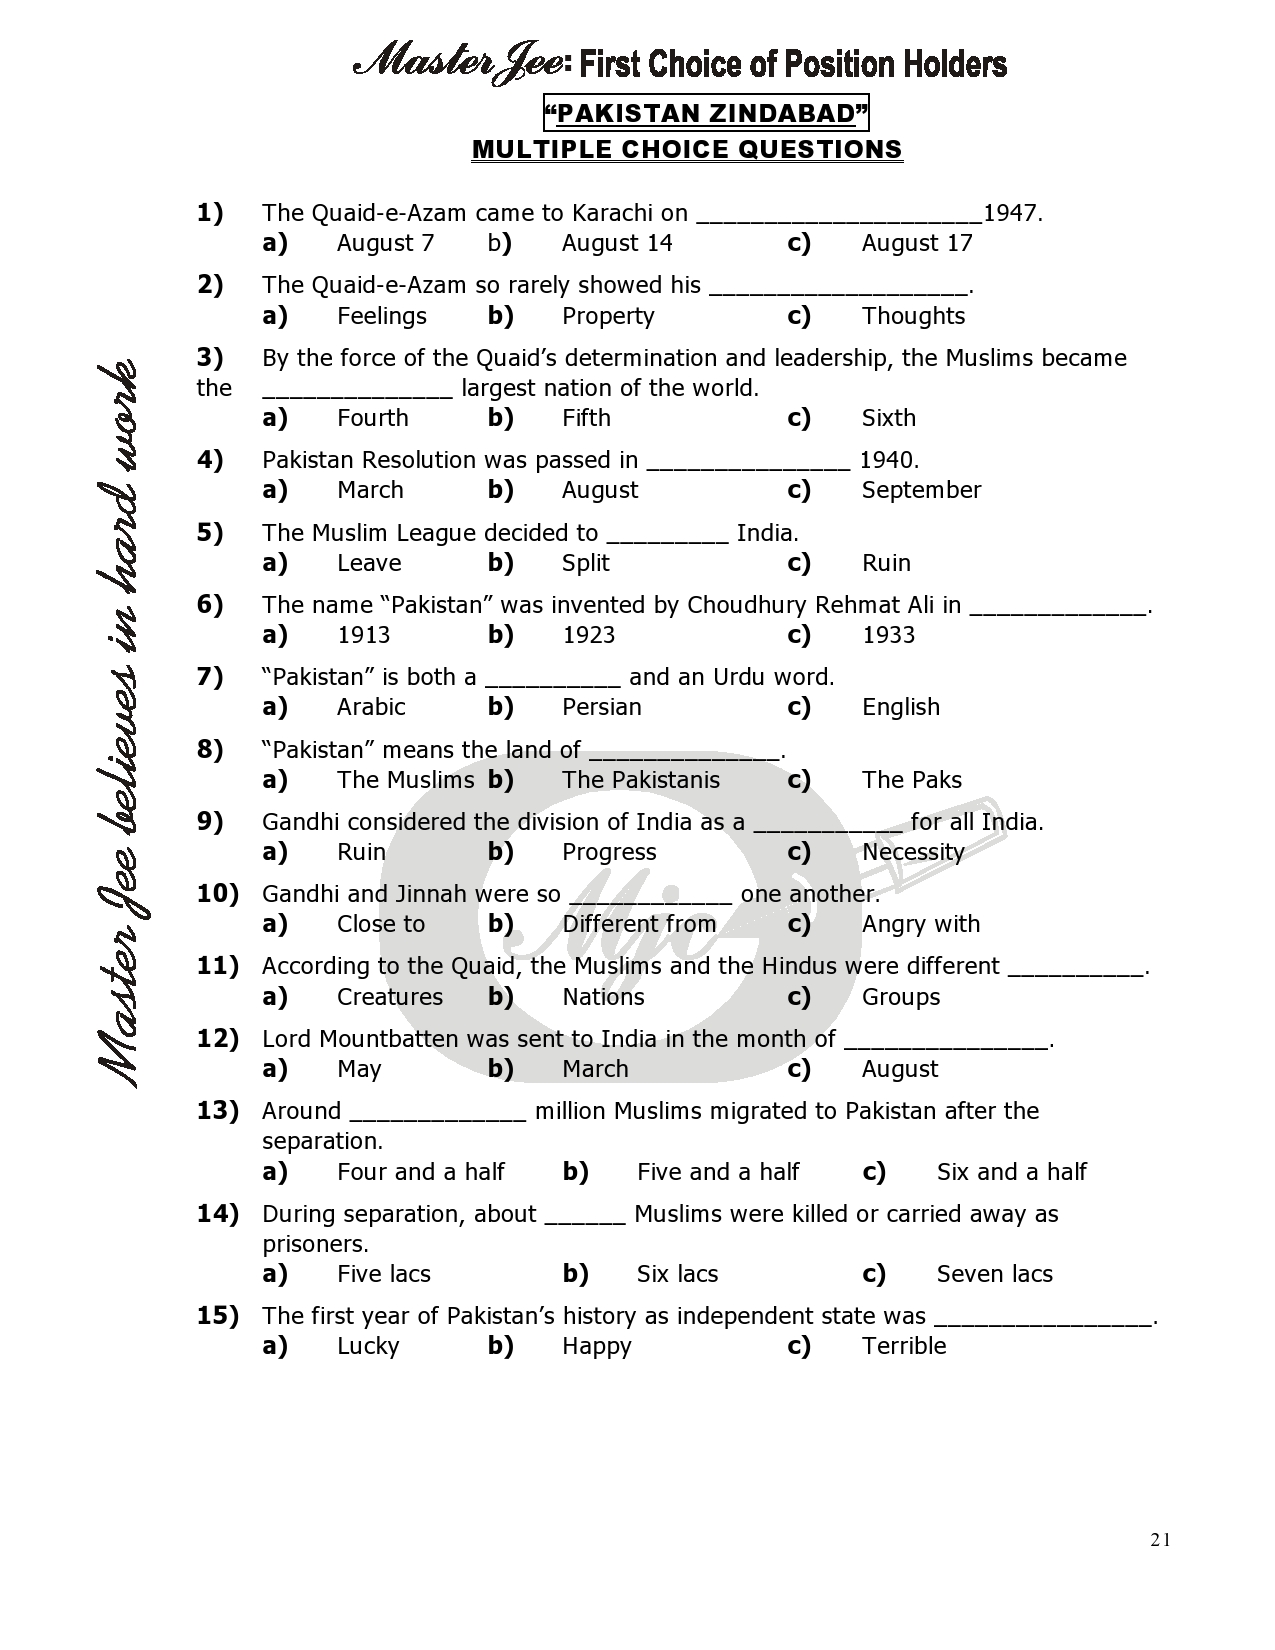 Master Jee: First Choice of Position Holders
“PAKISTAN ZINDABAD”
MULTIPLE CHOICE QUESTIONS
1) The Quaid-e-Azam came to Karachi on _____________________1947.
a) August 7 b) August 14 c) August 17
2) The Quaid-e-Azam so rarely showed his ___________________.
a) Feelings b) Property c) Thoughts
3) By the force of the Quaid’s determination and leadership, the Muslims became
the ______________ largest nation of the world.
a) Fourth b) Fifth c) Sixth
4) Pakistan Resolution was passed in _______________ 1940.
a) March b) August c) September
5) The Muslim League decided to _________ India.
a) Leave b) Split c) Ruin
6) The name “Pakistan” was invented by Choudhury Rehmat Ali in _____________.
a) 1913 b) 1923 c) 1933
7) “Pakistan” is both a __________ and an Urdu word.
a) Arabic b) Persian c) English
8) “Pakistan” means the land of ______________.
a) The Muslims b) The Pakistanis c) The Paks
9) Gandhi considered the division of India as a ___________ for all India.
a) Ruin b) Progress c) Necessity
10) Gandhi and Jinnah were so ____________ one another.
a) Close to b) Different from c) Angry with
11) According to the Quaid, the Muslims and the Hindus were different __________.
a) Creatures b) Nations c) Groups
12) Lord Mountbatten was sent to India in the month of _______________.
a) May b) March c) August
13) Around _____________ million Muslims migrated to Pakistan after the
separation.
a) Four and a half b) Five and a half c) Six and a half
14) During separation, about ______ Muslims were killed or carried away as
prisoners.
a) Five lacs b) Six lacs c) Seven lacs
15) The first year of Pakistan’s history as independent state was ________________.
a) Lucky b) Happy c) Terrible
Master Jee believes in hard work
Mjc
21